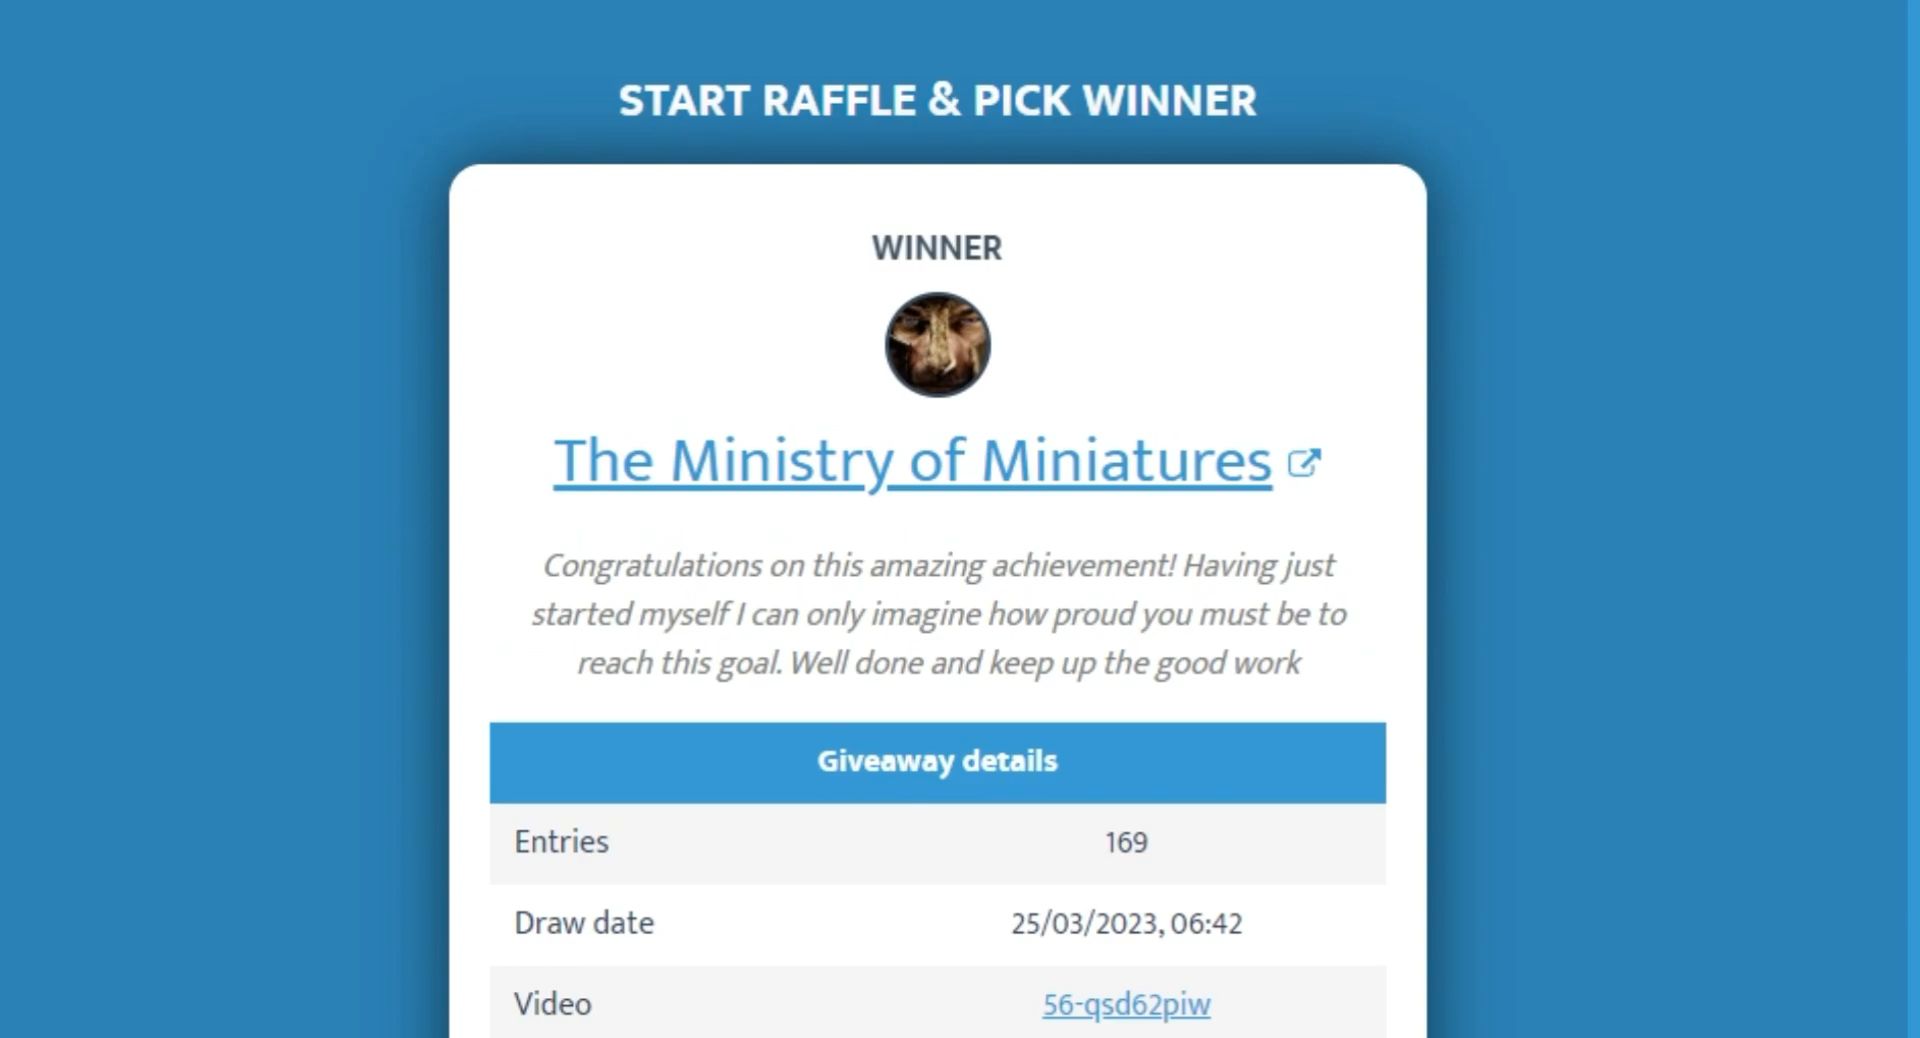 START RAFFLE & PICK WINNER
WINNER
The Ministry of Miniatures
Congratulations on this amazing achievement! Having just
started myself I can only imagine how proud you must be to
reach this goal. Well done and keep up the good work
Giveaway details
Entries 169
Draw date 25/03/2023, 06:42
Video 56-qsd62piw